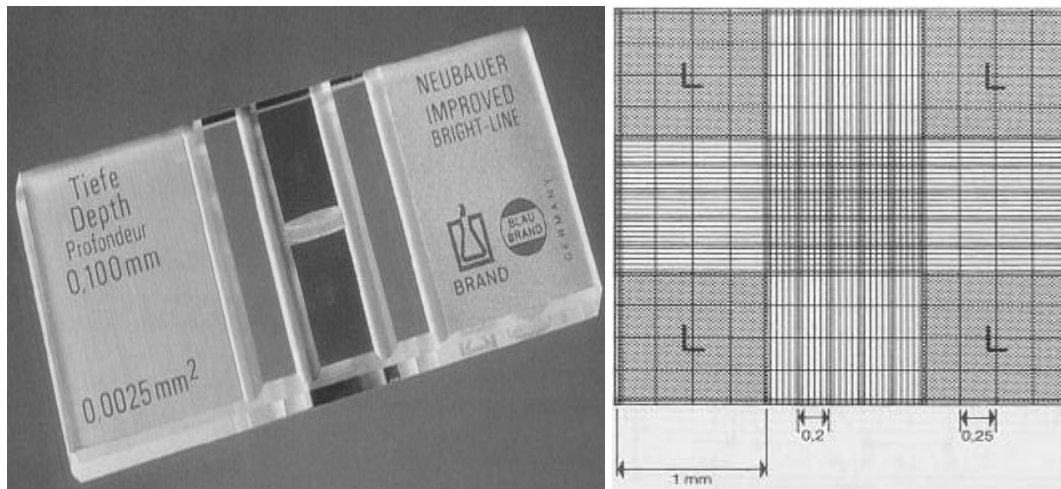 Tiefe
Depth
Profondeur
0,100 mm
0,0025 mm²
NEUBAUER
IMPROVED
BRIGHT-LINE
BLAU
BRAND
GERMANY
BRAND
L
L
L
L
0,2
0,25
1 mm